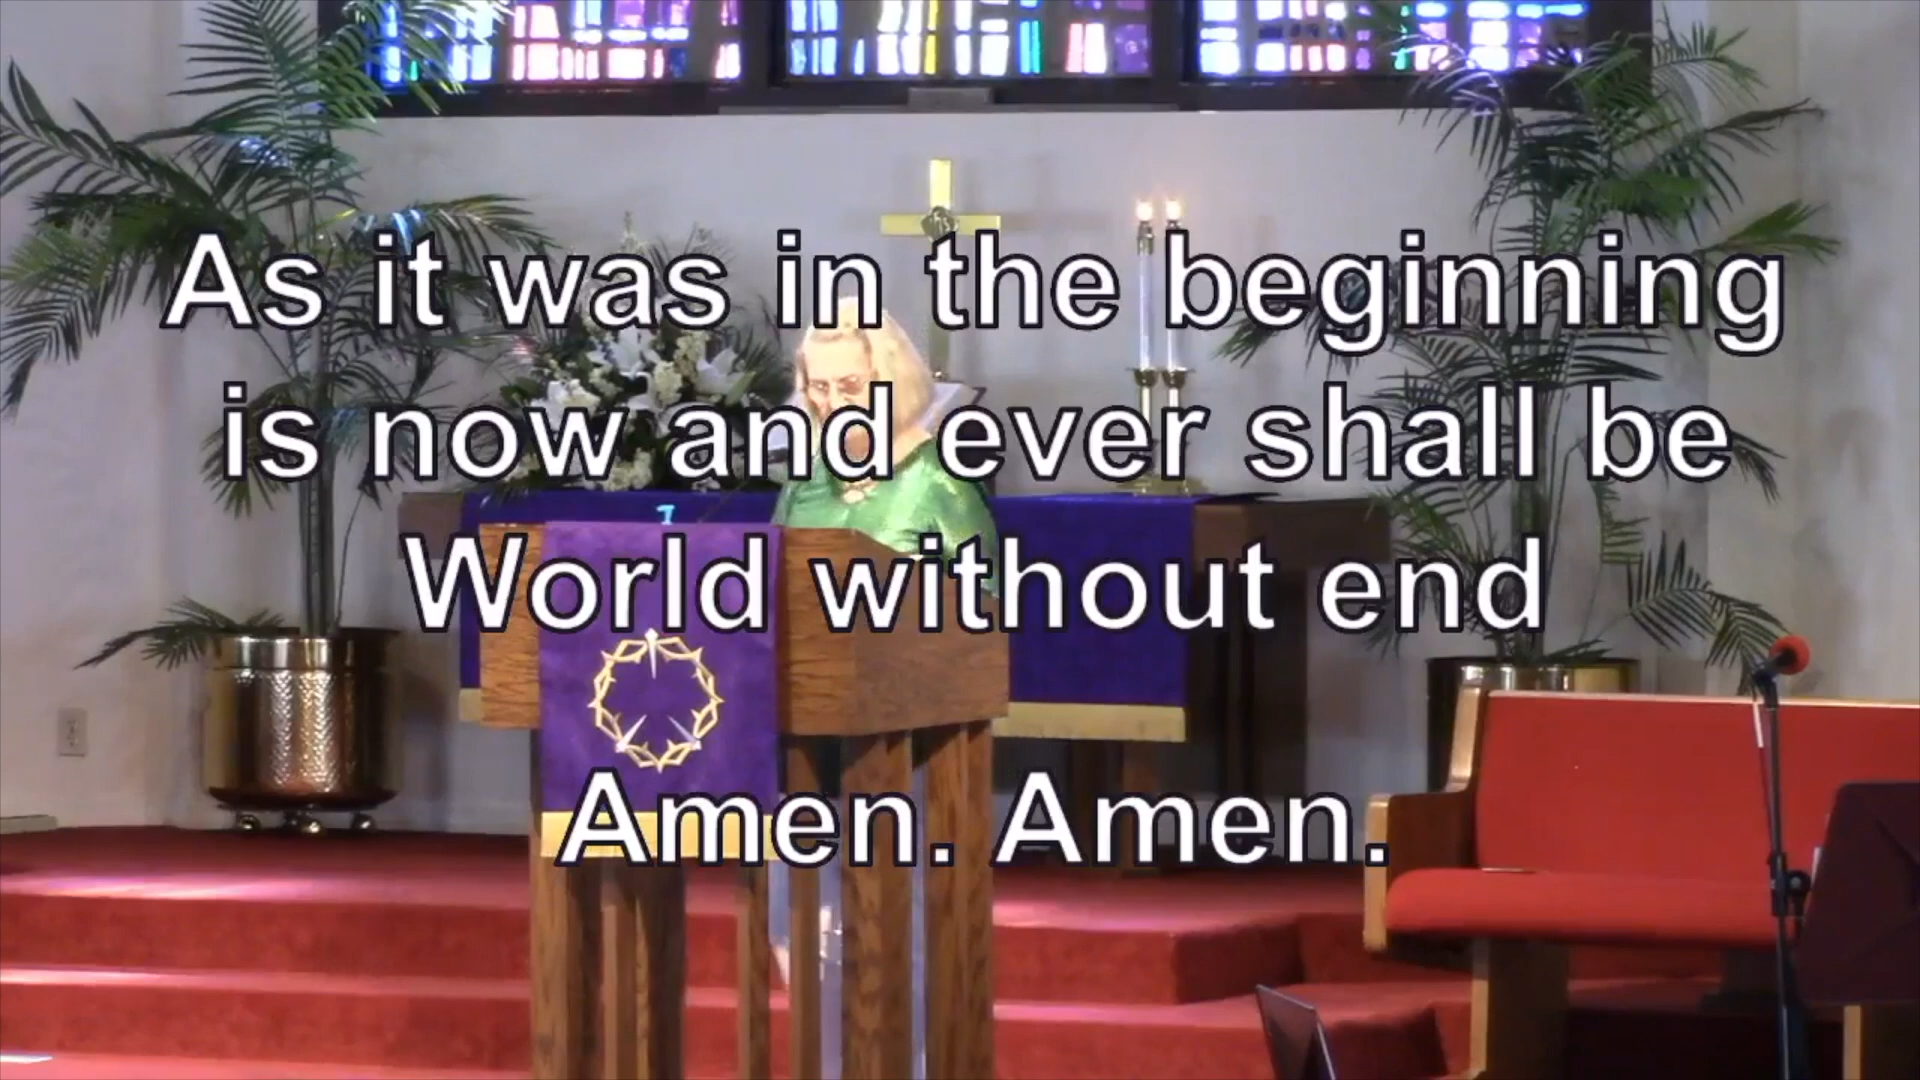 As it was in the beginning
is now and ever shall be
World without end
Amen. Amen.